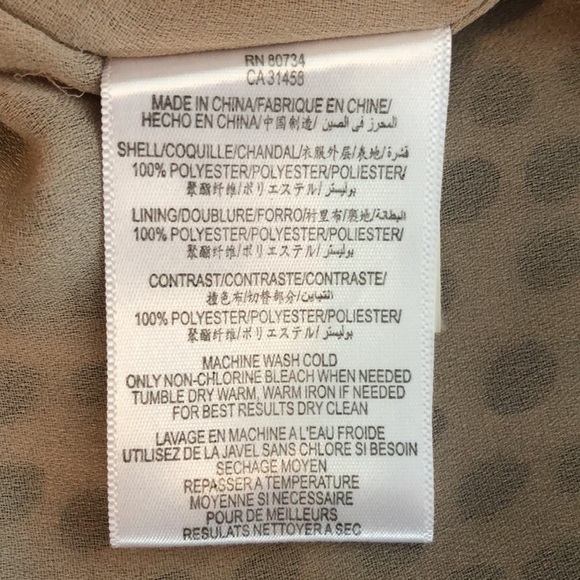 RN 80734
CA 31458
MADE IN CHINA/FABRIQUE EN CHINE/
HECHO EN CHINA/中国制造/ المحرز في الصين
SHELL/COQUILLE/CHANDAL/衣服外层/表地/ قشرة/
100% POLYESTER/POLYESTER/POLIESTER/
聚酯纤维/ポリエステル/ بوليستر/
LINING/DOUBLURE/FORRO/衬里布/裏地/البطانة/
100% POLYESTER/POLYESTER/POLIESTER/
聚酯纤维/ポリエステル/ بوليستر/
CONTRAST/CONTRASTE/CONTRASTE/
撞色布/切替部分/ التباين/
100% POLYESTER/POLYESTER/POLIESTER/
聚酯纤维/ポリエステル/ بوليستر/
MACHINE WASH COLD
ONLY NON-CHLORINE BLEACH WHEN NEEDED
TUMBLE DRY WARM, WARM IRON IF NEEDED
FOR BEST RESULTS DRY CLEAN
LAVAGE EN MACHINE A L'EAU FROIDE
UTILISEZ DE LA JAVEL SANS CHLORE SI BESOIN
SECHAGE MOYEN
REPASSER A TEMPERATURE
MOYENNE SI NECESSAIRE
POUR DE MEILLEURS
RESULATS NETTOYER A SEC